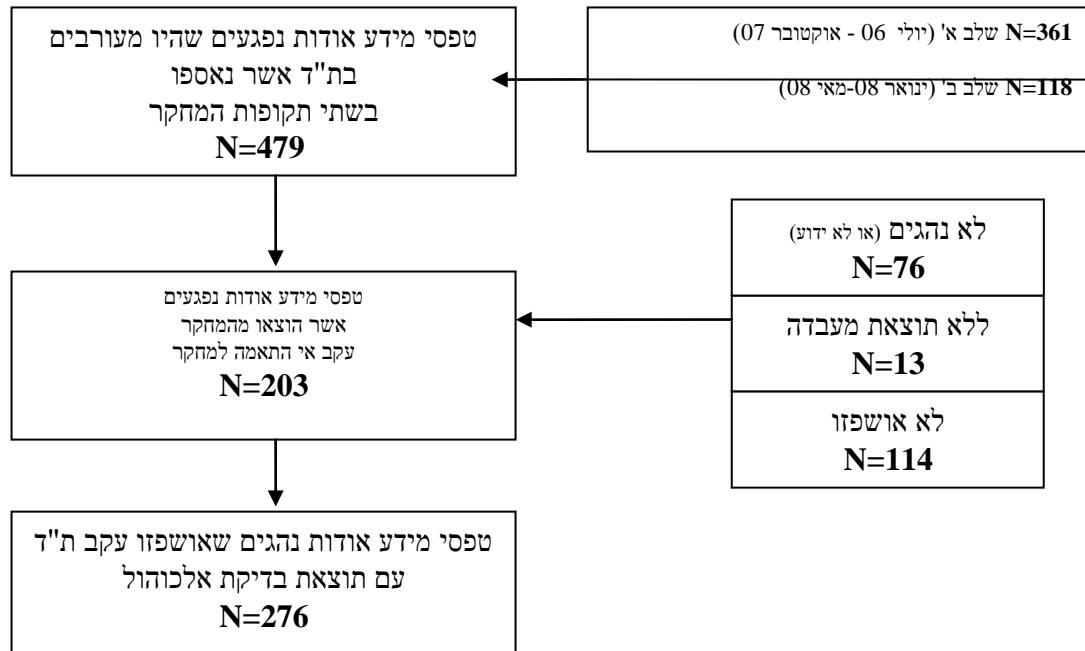 טפסי מידע אודות נפגעים שהיו מעורבים
בת"ד אשר נאספו
בשתי תקופות המחקר
N=479
N=361 שלב א' (יולי 06 - אוקטובר 07)
N=118 שלב ב' (ינואר 08-מאי 08)
לא נהגים (או לא ידוע)
N=76
ללא תוצאת מעבדה
N=13
לא אושפזו
N=114
טפסי מידע אודות נפגעים
אשר הוצאו מהמחקר
עקב אי התאמה למחקר
N=203
טפסי מידע אודות נהגים שאושפזו עקב ת"ד
עם תוצאת בדיקת אלכוהול
N=276